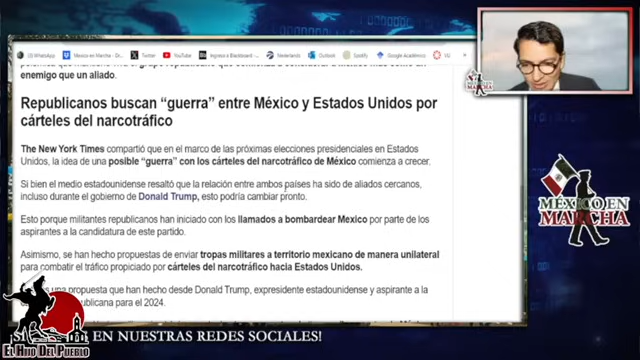 WhatsApp
Mexico en Marcha - Dr
Twitter
YouTube
Ingreso a Blackboard
Nederlands
Outlook
Spotify
Google Académico
enemigo que un aliado.
Republicanos buscan “guerra” entre México y Estados Unidos por
cárteles del narcotráfico
The New York Times compartió que en el marco de las próximas elecciones presidenciales en Estados
Unidos, la idea de una posible “guerra” con los cárteles del narcotráfico de México comienza a crecer.
Si bien el medio estadounidense resaltó que la relación entre ambos países ha sido de aliados cercanos,
incluso durante el gobierno de Donald Trump, esto podría cambiar pronto.
Esto porque militantes republicanos han iniciado con los llamados a bombardear Mexico por parte de los
aspirantes a la candidatura de este partido.
Asimismo, se han hecho propuestas de enviar tropas militares a territorio mexicano de manera unilateral
para combatir el tráfico propiciado por cárteles del narcotráfico hacia Estados Unidos.
una propuesta que han hecho desde Donald Trump, expresidente estadounidense y aspirante a la
publicana para el 2024.
MÉXICO EN
MARCHA
MÉXICO EN
MARCHA
EL HIJO DEL PUEBLO
EN NUESTRAS REDES SOCIALES!